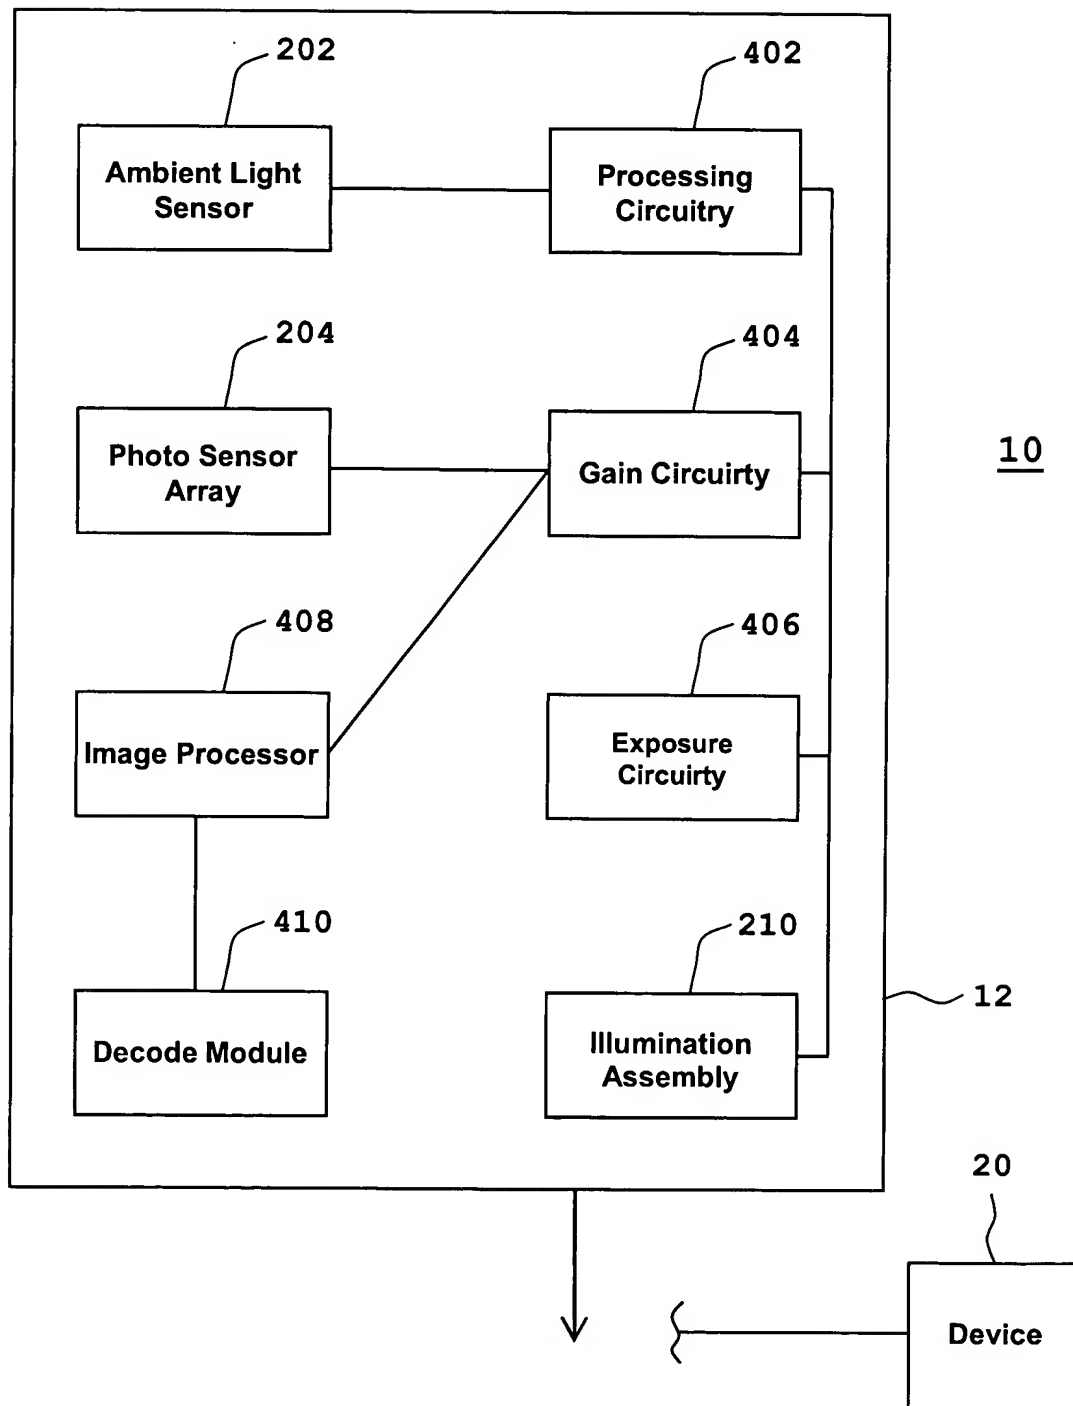 202
402
Ambient Light
Sensor
Processing
Circuitry
204
404
Photo Sensor
Array
Gain Circuirty
10
408
406
Image Processor
Exposure
Circuirty
410
210
Decode Module
Illumination
Assembly
12
20
Device